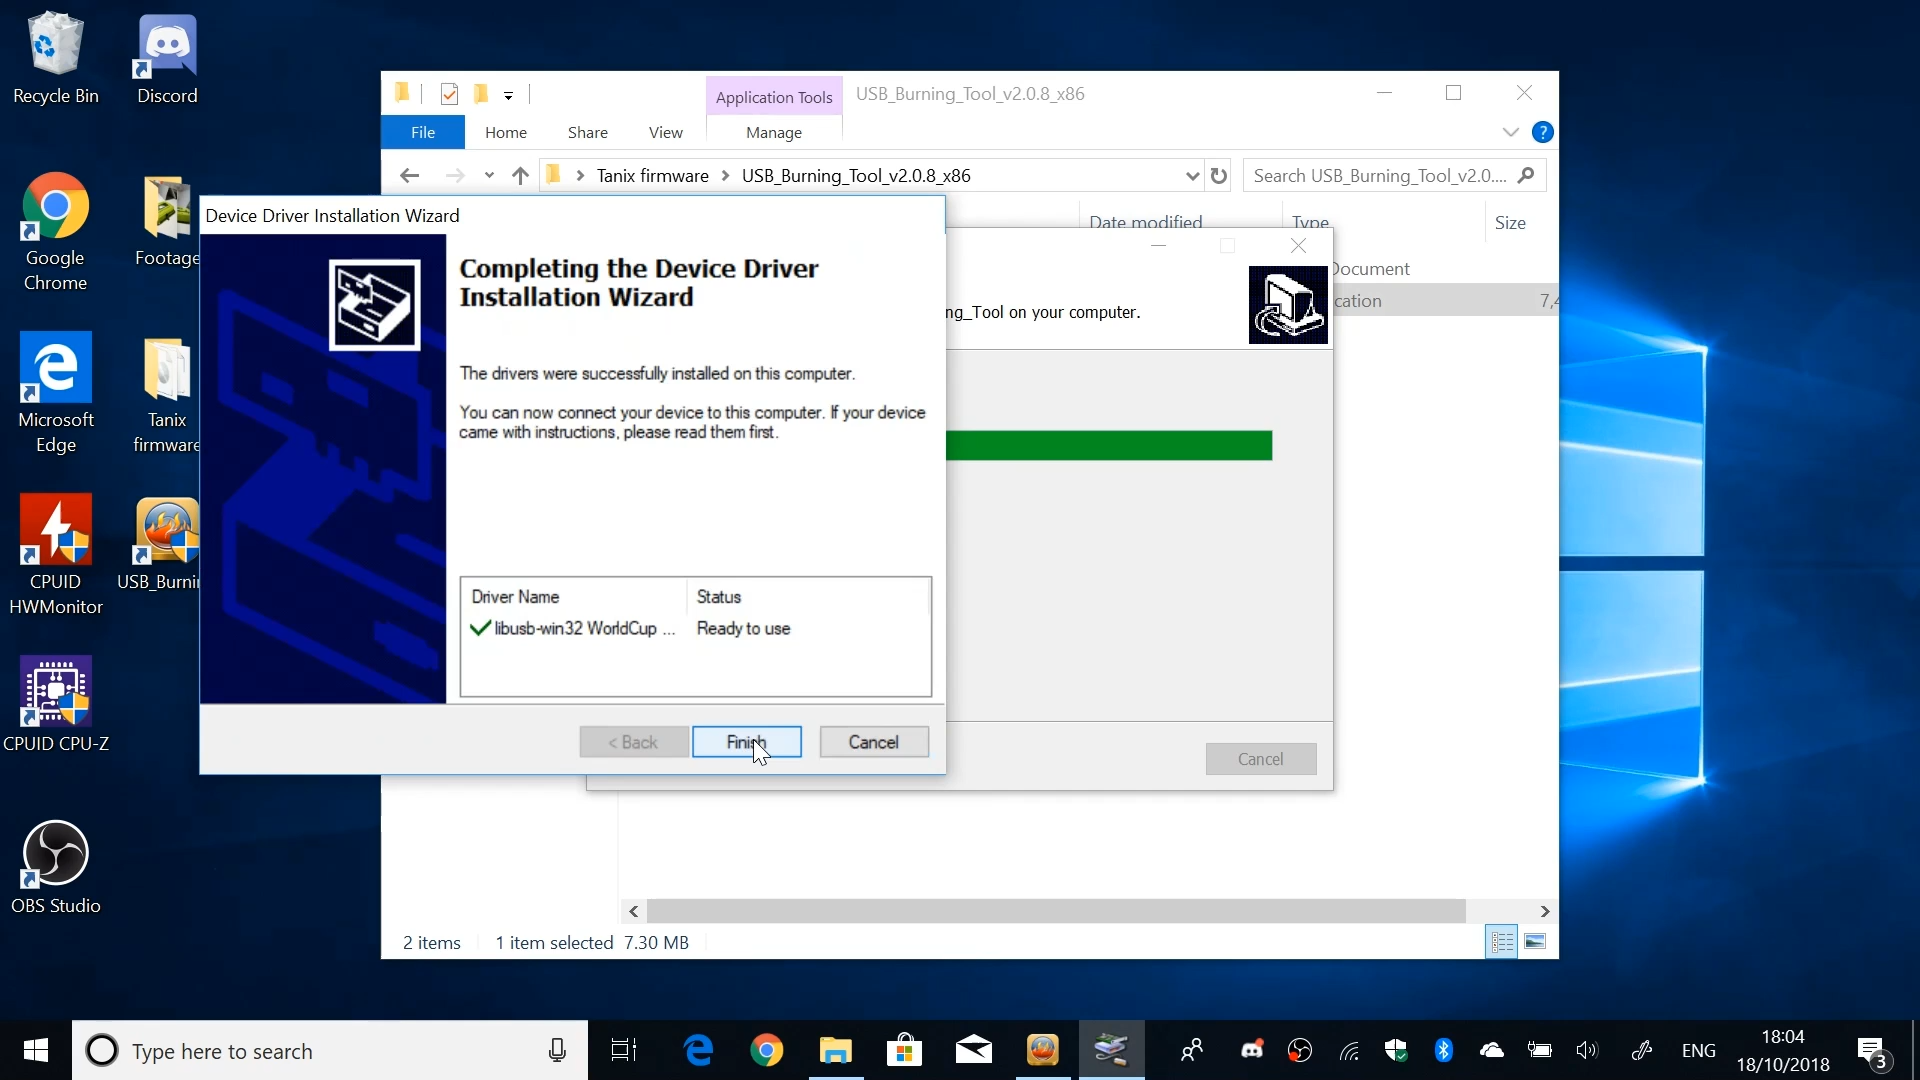 Recycle Bin
Discord
Google
Chrome
Footage
Microsoft
Edge
Tanix
firmware
CPUID
HWMonitor
USB_Burni
CPUID CPU-Z
OBS Studio
Application Tools
USB_Burning_Tool_v2.0.8_x86
File
Home
Share
View
Manage
?
Tanix firmware
USB_Burning_Tool_v2.0.8_x86
Search USB_Burning_Tool_v2.0....
Date modified
Type
Size
Document
cation
7,4
ng_Tool on your computer.
Cancel
Device Driver Installation Wizard
Completing the Device Driver
Installation Wizard
The drivers were successfully installed on this computer.
You can now connect your device to this computer. If your device
came with instructions, please read them first.
Driver Name
Status
libusb-win32 WorldCup ...
Ready to use
< Back
Finish
Cancel
2 items
1 item selected 7.30 MB
Type here to search
ENG
18:04
18/10/2018
3